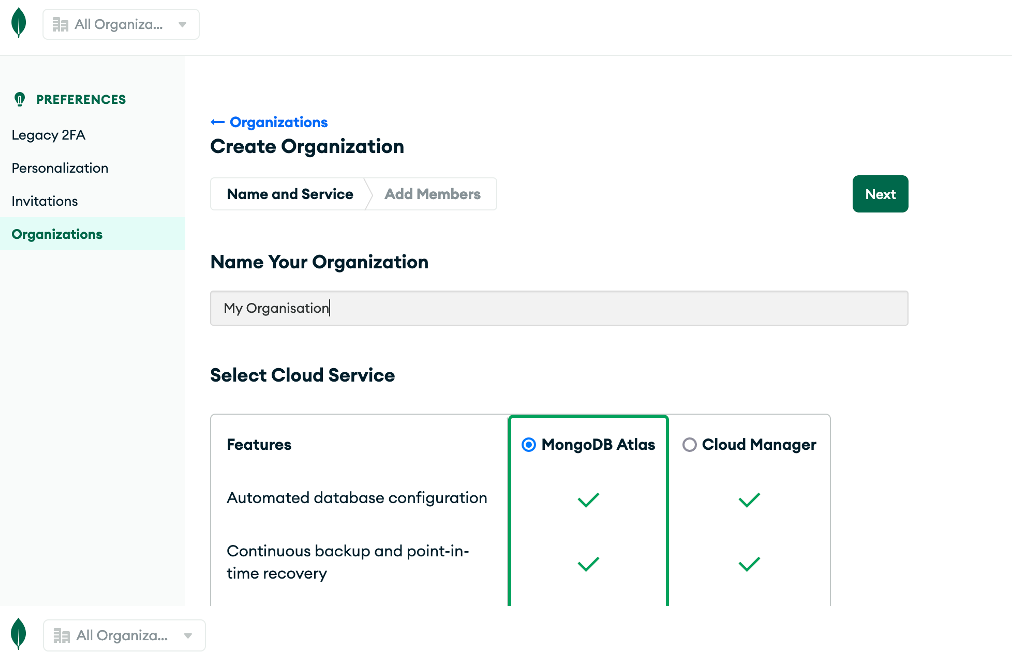 All Organiza...
PREFERENCES
Legacy 2FA
Personalization
Invitations
Organizations
← Organizations
Create Organization
Name and Service
Add Members
Next
Name Your Organization
My Organisation
Select Cloud Service
Features
MongoDB Atlas
Cloud Manager
Automated database configuration
Continuous backup and point-in-
time recovery
All Organiza...